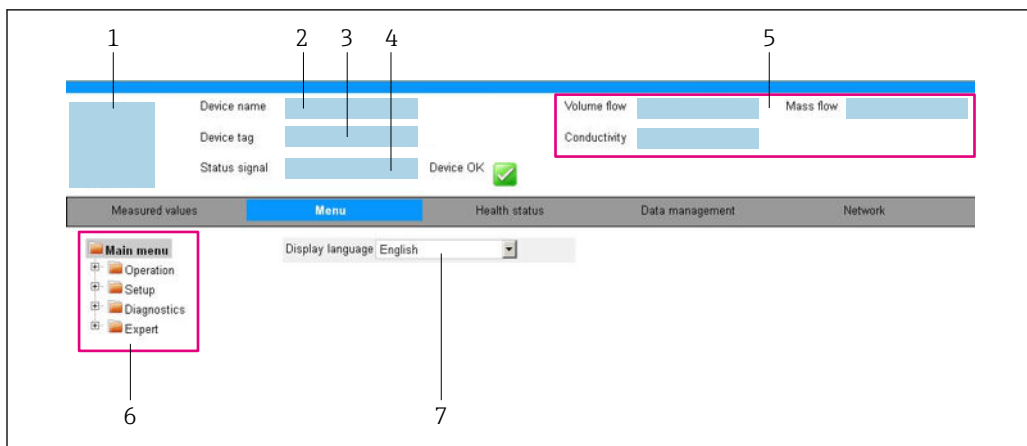 1 2 3 4 5
Device name Volume flow Mass flow
Device tag Conductivity
Status signal Device OK
Measured values Menu Health status Data management Network
Main menu Display language English
Operation
Setup
Diagnostics
Expert
6 7